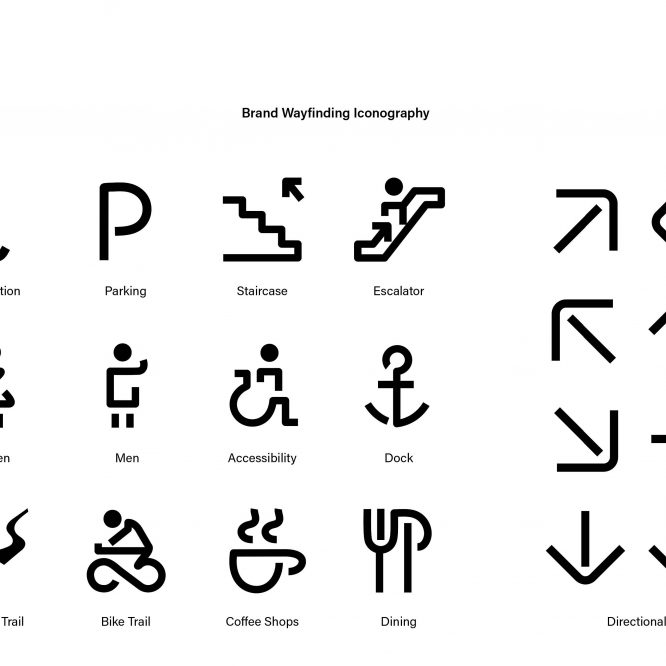 Brand Wayfinding Iconography
tion
Parking
Staircase
Escalator
en
Men
Accessibility
Dock
Trail
Bike Trail
Coffee Shops
Dining
Directional